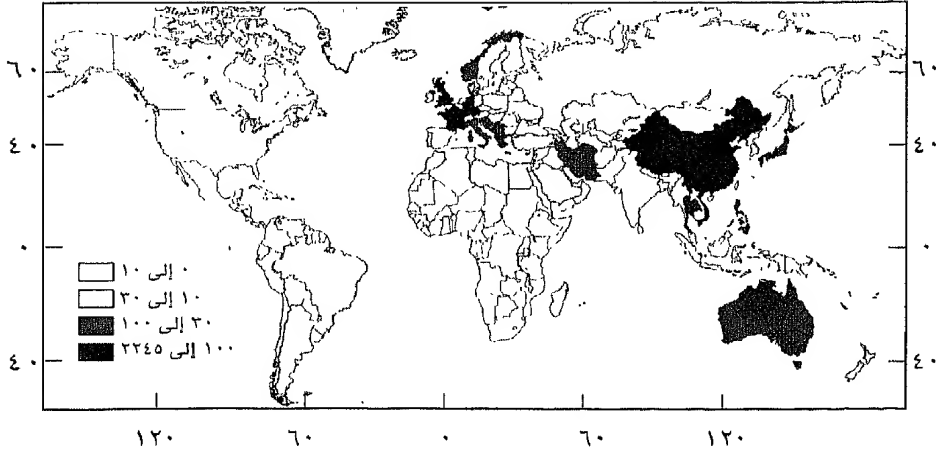 ٦٠ ٦٠
٤٠ ٤٠
٠ ٠
٤٠ ٤٠
٠ إلى ١٠
١٠ إلى ٣٠
٣٠ إلى ١٠٠
١٠٠ إلى ٢٢٤٥
١٢٠ ٦٠ ٠ ٦٠ ١٢٠